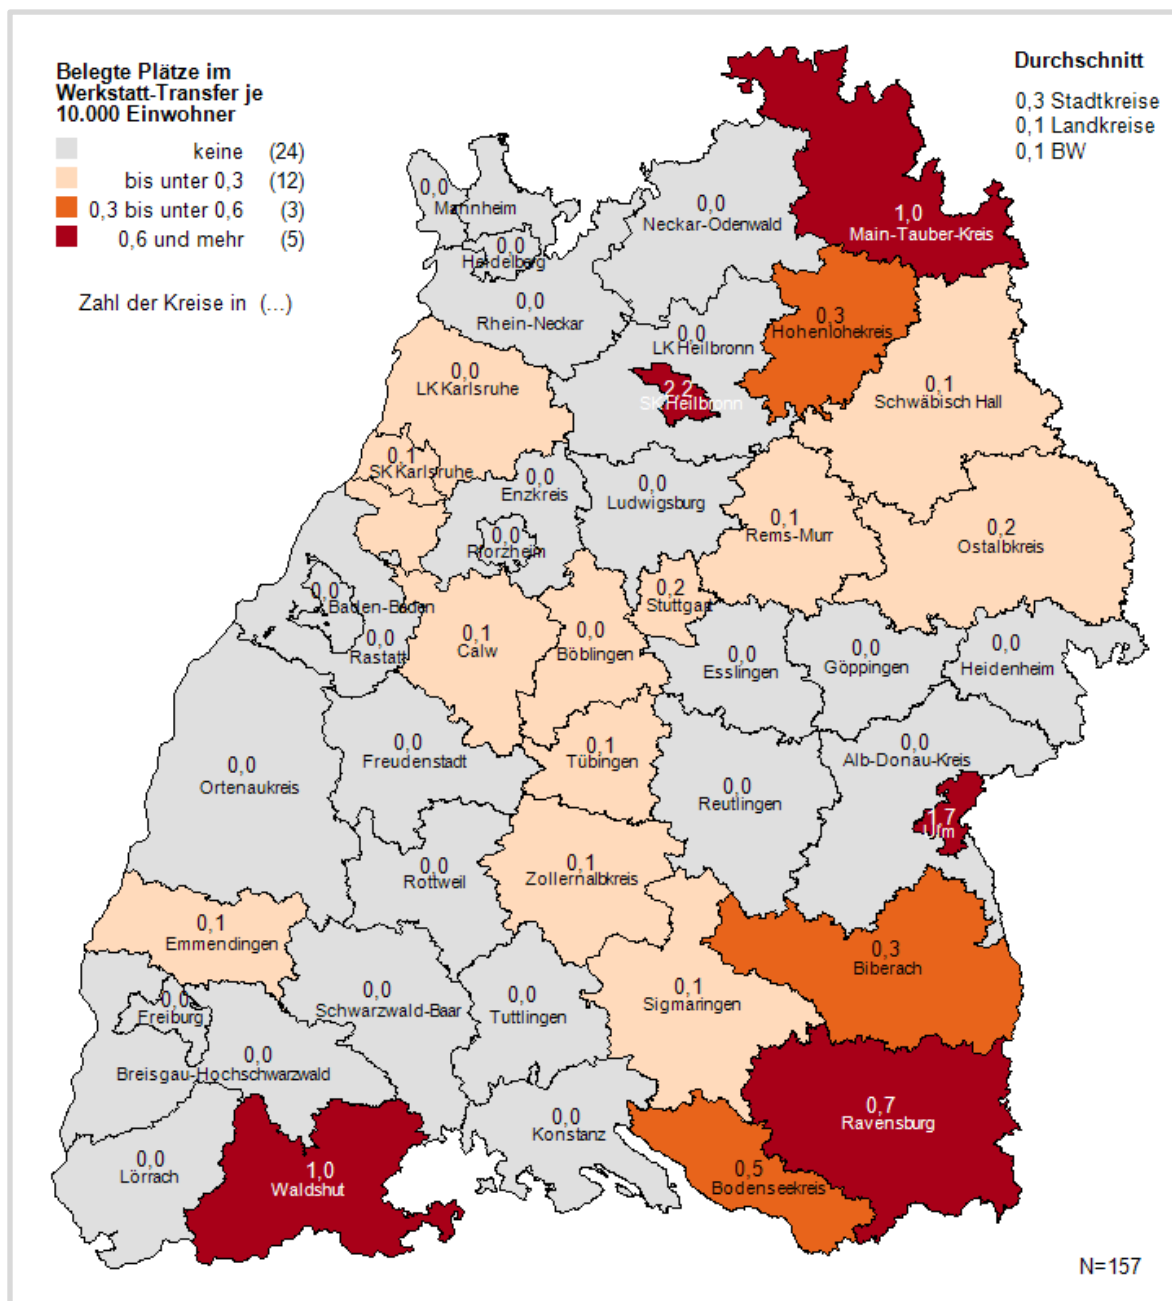 Belegte Plätze im
Werkstatt-Transfer je
10.000 Einwohner
keine (24)
bis unter 0,3 (12)
0,3 bis unter 0,6 (3)
0,6 und mehr (5)
Zahl der Kreise in (...)
Durchschnitt
0,3 Stadtkreise
0,1 Landkreise
0,1 BW
0,0
Mannheim
0,0
Heidelberg
0,0
Rhein-Neckar
0,0
Neckar-Odenwald
1,0
Main-Tauber-Kreis
0,3
Hohenlohekreis
0,0
LK Heilbronn
2,2
SK Heilbronn
0,1
Schwäbisch Hall
0,0
LK Karlsruhe
0,1
SK Karlsruhe
0,0
Enzkreis
0,0
Pforzheim
0,0
Ludwigsburg
0,1
Rems-Murr
0,2
Ostalbkreis
0,0
Baden-Baden
0,0
Rastatt
0,1
Calw
0,0
Böblingen
0,2
Stuttgart
0,0
Esslingen
0,0
Göppingen
0,0
Heidenheim
0,0
Ortenaukreis
0,0
Freudenstadt
0,1
Tübingen
0,0
Reutlingen
0,0
Alb-Donau-Kreis
1,7
Ulm
0,0
Rottweil
0,1
Zollernalbkreis
0,1
Emmendingen
0,3
Biberach
0,0
Freiburg
0,0
Schwarzwald-Baar
0,0
Tuttlingen
0,1
Sigmaringen
0,0
Breisgau-Hochschwarzwald
0,0
Konstanz
0,7
Ravensburg
0,0
Lörrach
1,0
Waldshut
0,5
Bodenseekreis
N=157